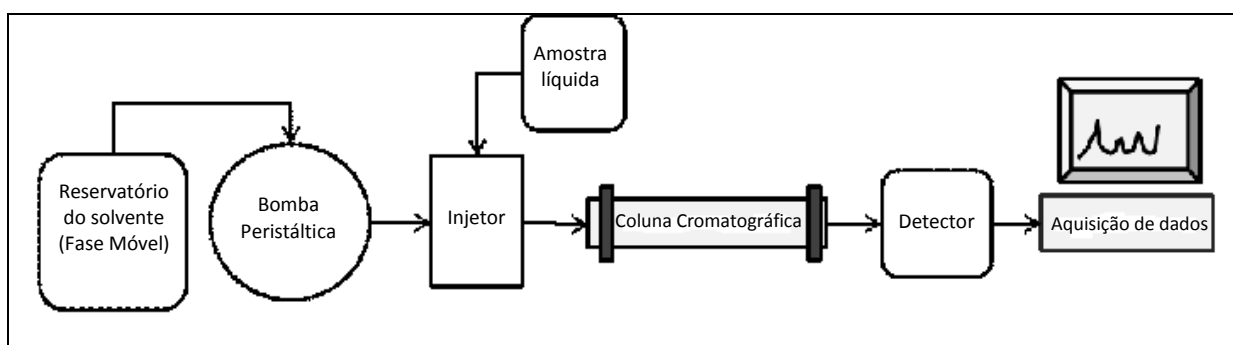 Reservatório
do solvente
(Fase Móvel)
Bomba
Peristáltica
Amostra
líquida
Injetor
Coluna Cromatográfica
Detector
Aquisição de dados